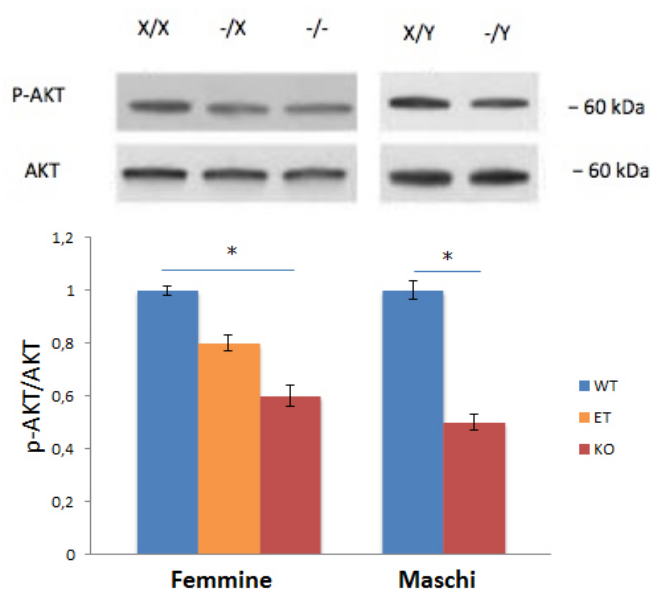 X/X -/X -/- X/Y -/Y
P-AKT – 60 kDa
AKT – 60 kDa
1,2
* *
1
0,8
0,6
0,4
0,2
0
p-AKT/AKT
WT
ET
KO
Femmine Maschi